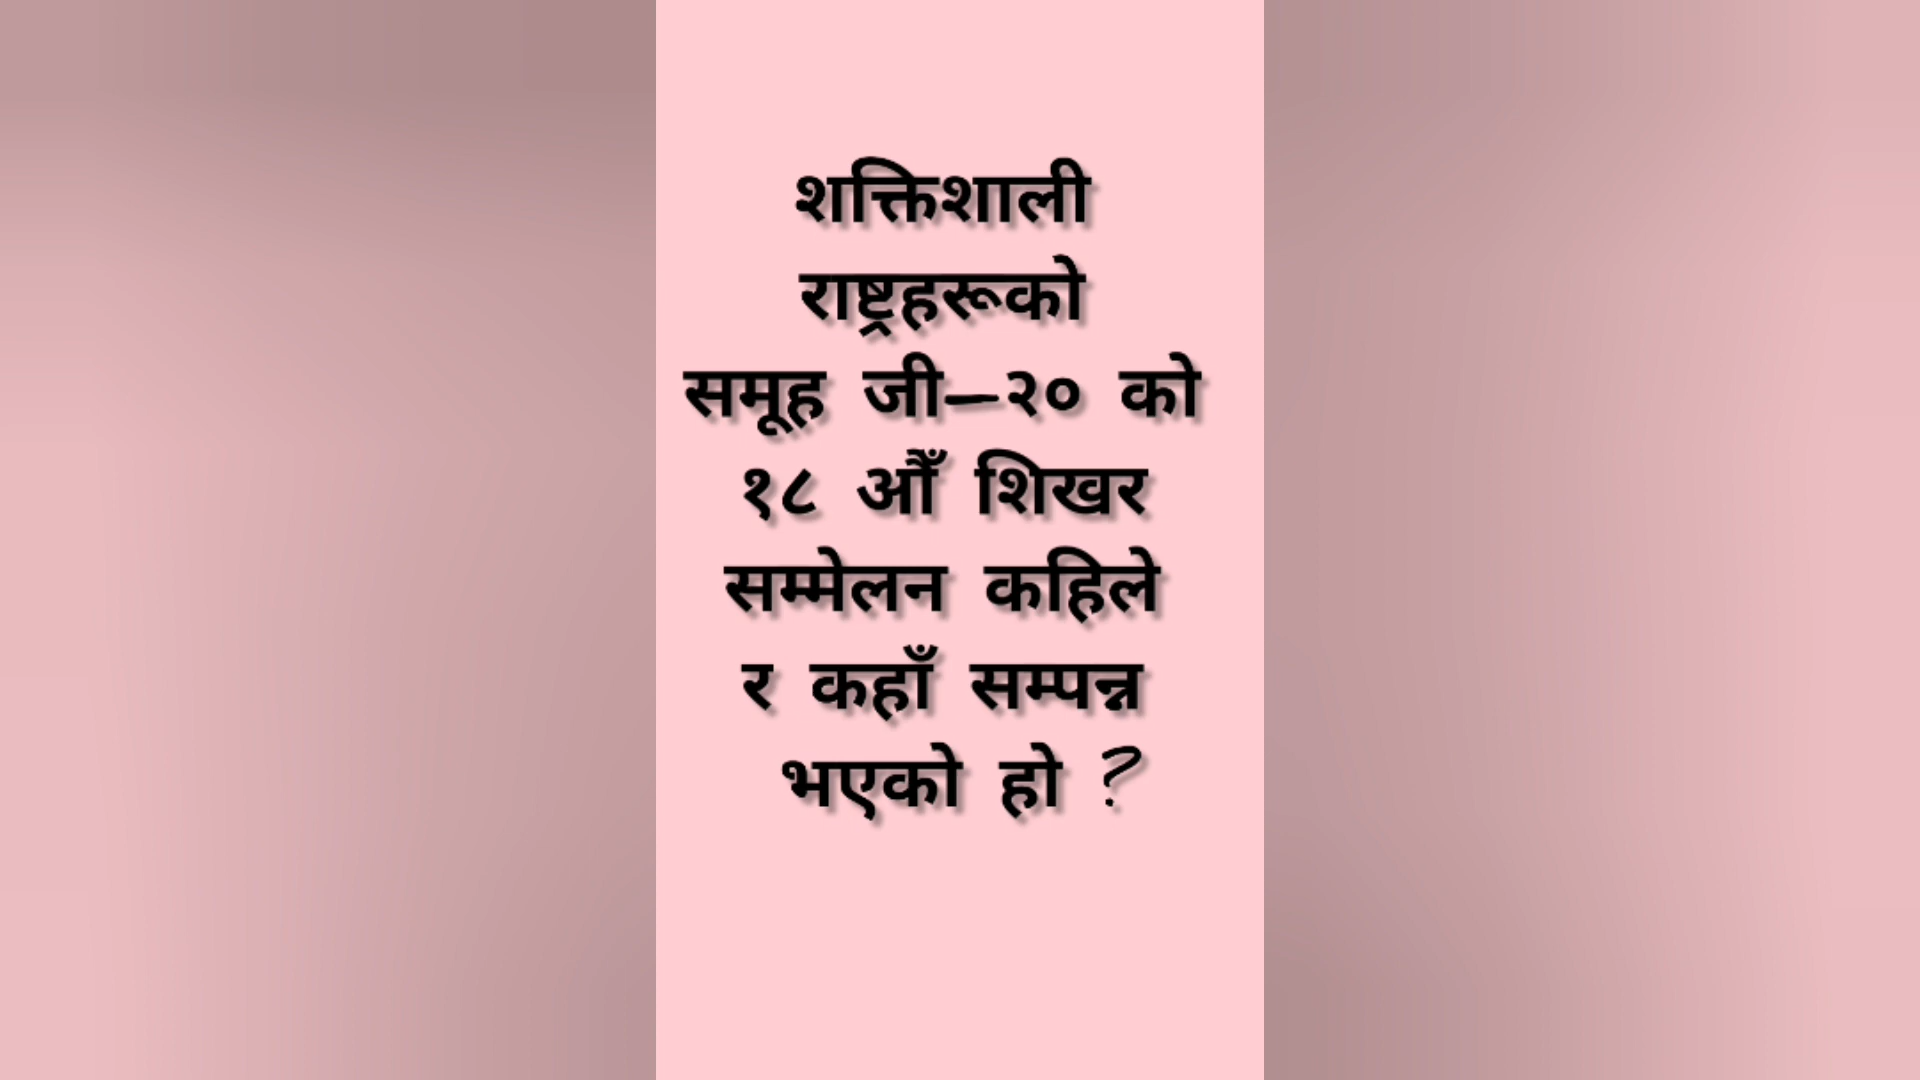 शक्तिशाली
राष्ट्रहरूको
समूह जी–२० को
१८ औँ शिखर
सम्मेलन कहिले
र कहाँ सम्पन्न
भएको हो ?